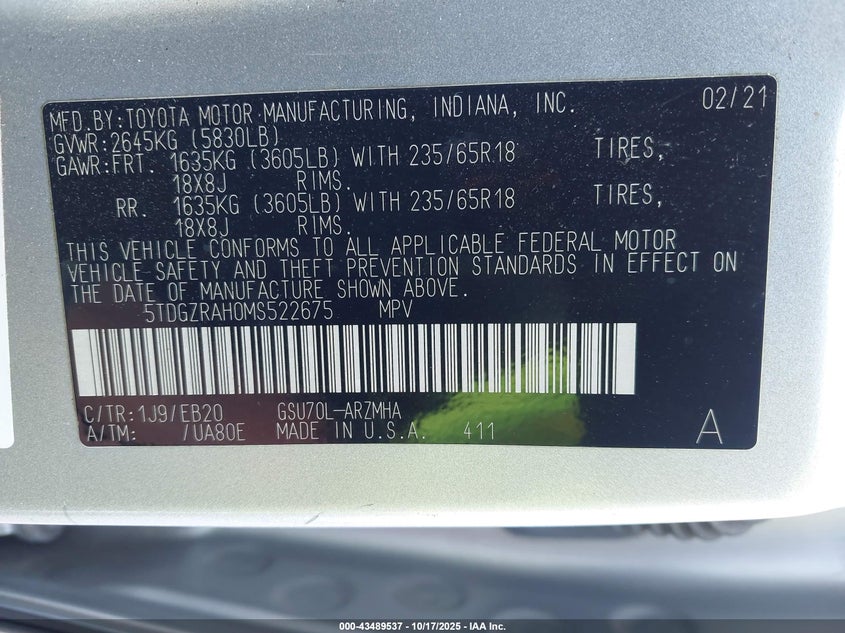 MFD.BY:TOYOTA MOTOR MANUFACTURING, INDIANA, INC. 02/21
GVWR:2645KG (5830LB)
GAWR:FRT. 1635KG (3605LB) WITH 235/65R18 TIRES,
18X8J RIMS.
RR. 1635KG (3605LB) WITH 235/65R18 TIRES,
18X8J RIMS.
THIS VEHICLE CONFORMS TO ALL APPLICABLE FEDERAL MOTOR
VEHICLE SAFETY AND THEFT PREVENTION STANDARDS IN EFFECT ON
THE DATE OF MANUFACTURE SHOWN ABOVE.
5TDGZRAH0MS522675 MPV
C/TR:1J9/EB20 GSU70L-ARZMHA
A/TM: /UA80E MADE IN U.S.A. 411 A
000-43489537 - 10/17/2025 - IAA Inc.